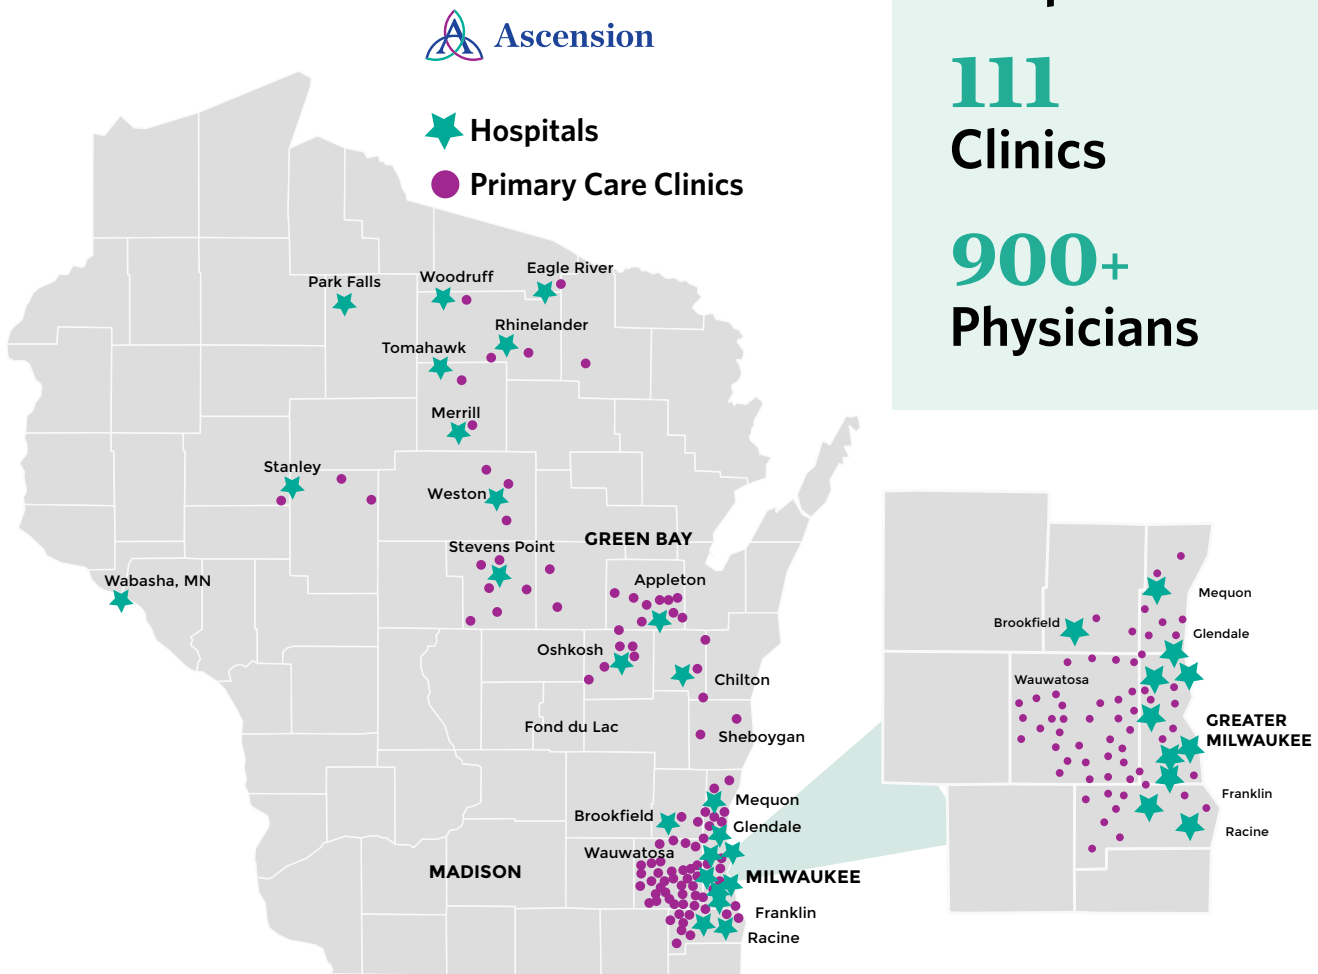 Ascension
Hospitals
Primary Care Clinics
111
Clinics
900+
Physicians
Park Falls
Woodruff
Eagle River
Rhinelander
Tomahawk
Merrill
Stanley
Weston
GREEN BAY
Stevens Point
Wabasha, MN
Appleton
Oshkosh
Chilton
Fond du Lac
Sheboygan
Mequon
Brookfield
Glendale
Wauwatosa
MADISON
MILWAUKEE
Franklin
Racine
Mequon
Brookfield
Glendale
Wauwatosa
GREATER
MILWAUKEE
Franklin
Racine